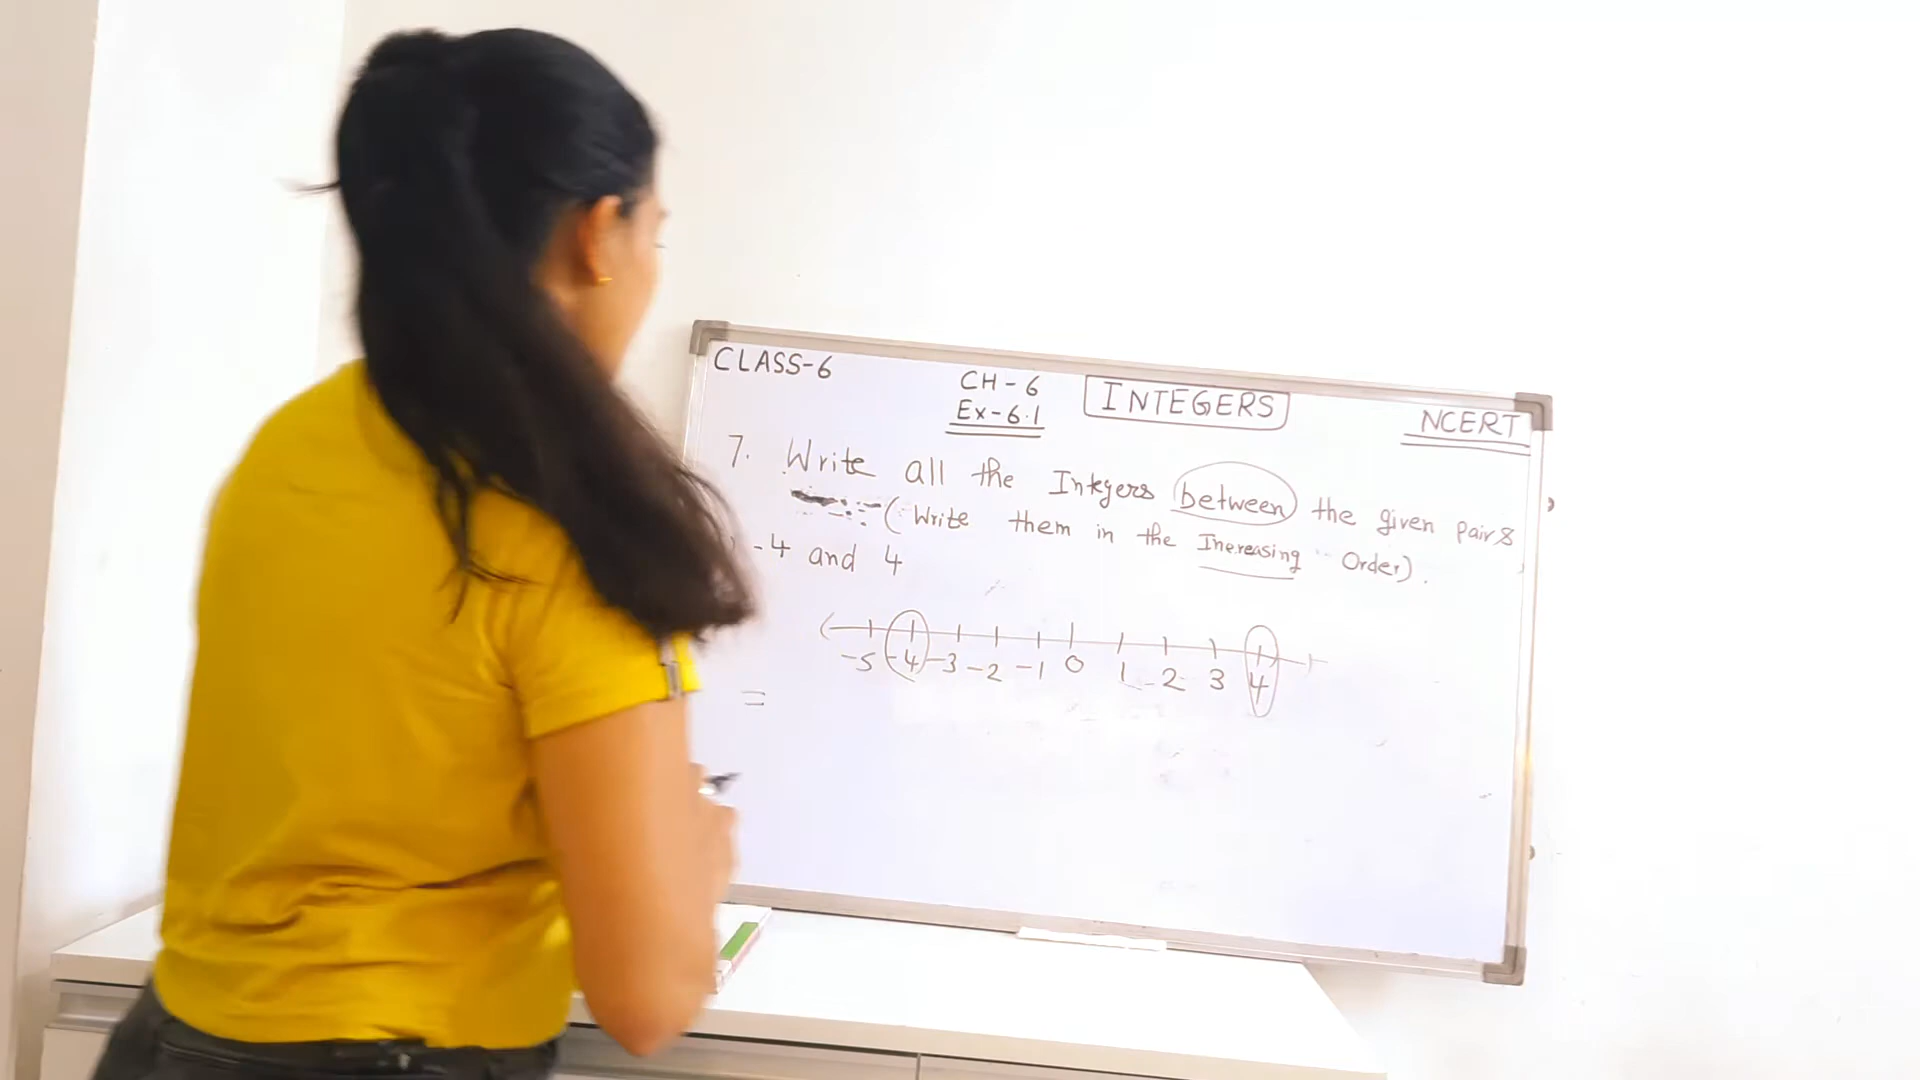 CLASS-6
CH-6
Ex-6.1
INTEGERS
NCERT
7. Write all the Integers between the given pairs
(Write them in the Increasing Order).
-4 and 4
-5 -4 -3 -2 -1 0 1 2 3 4
=